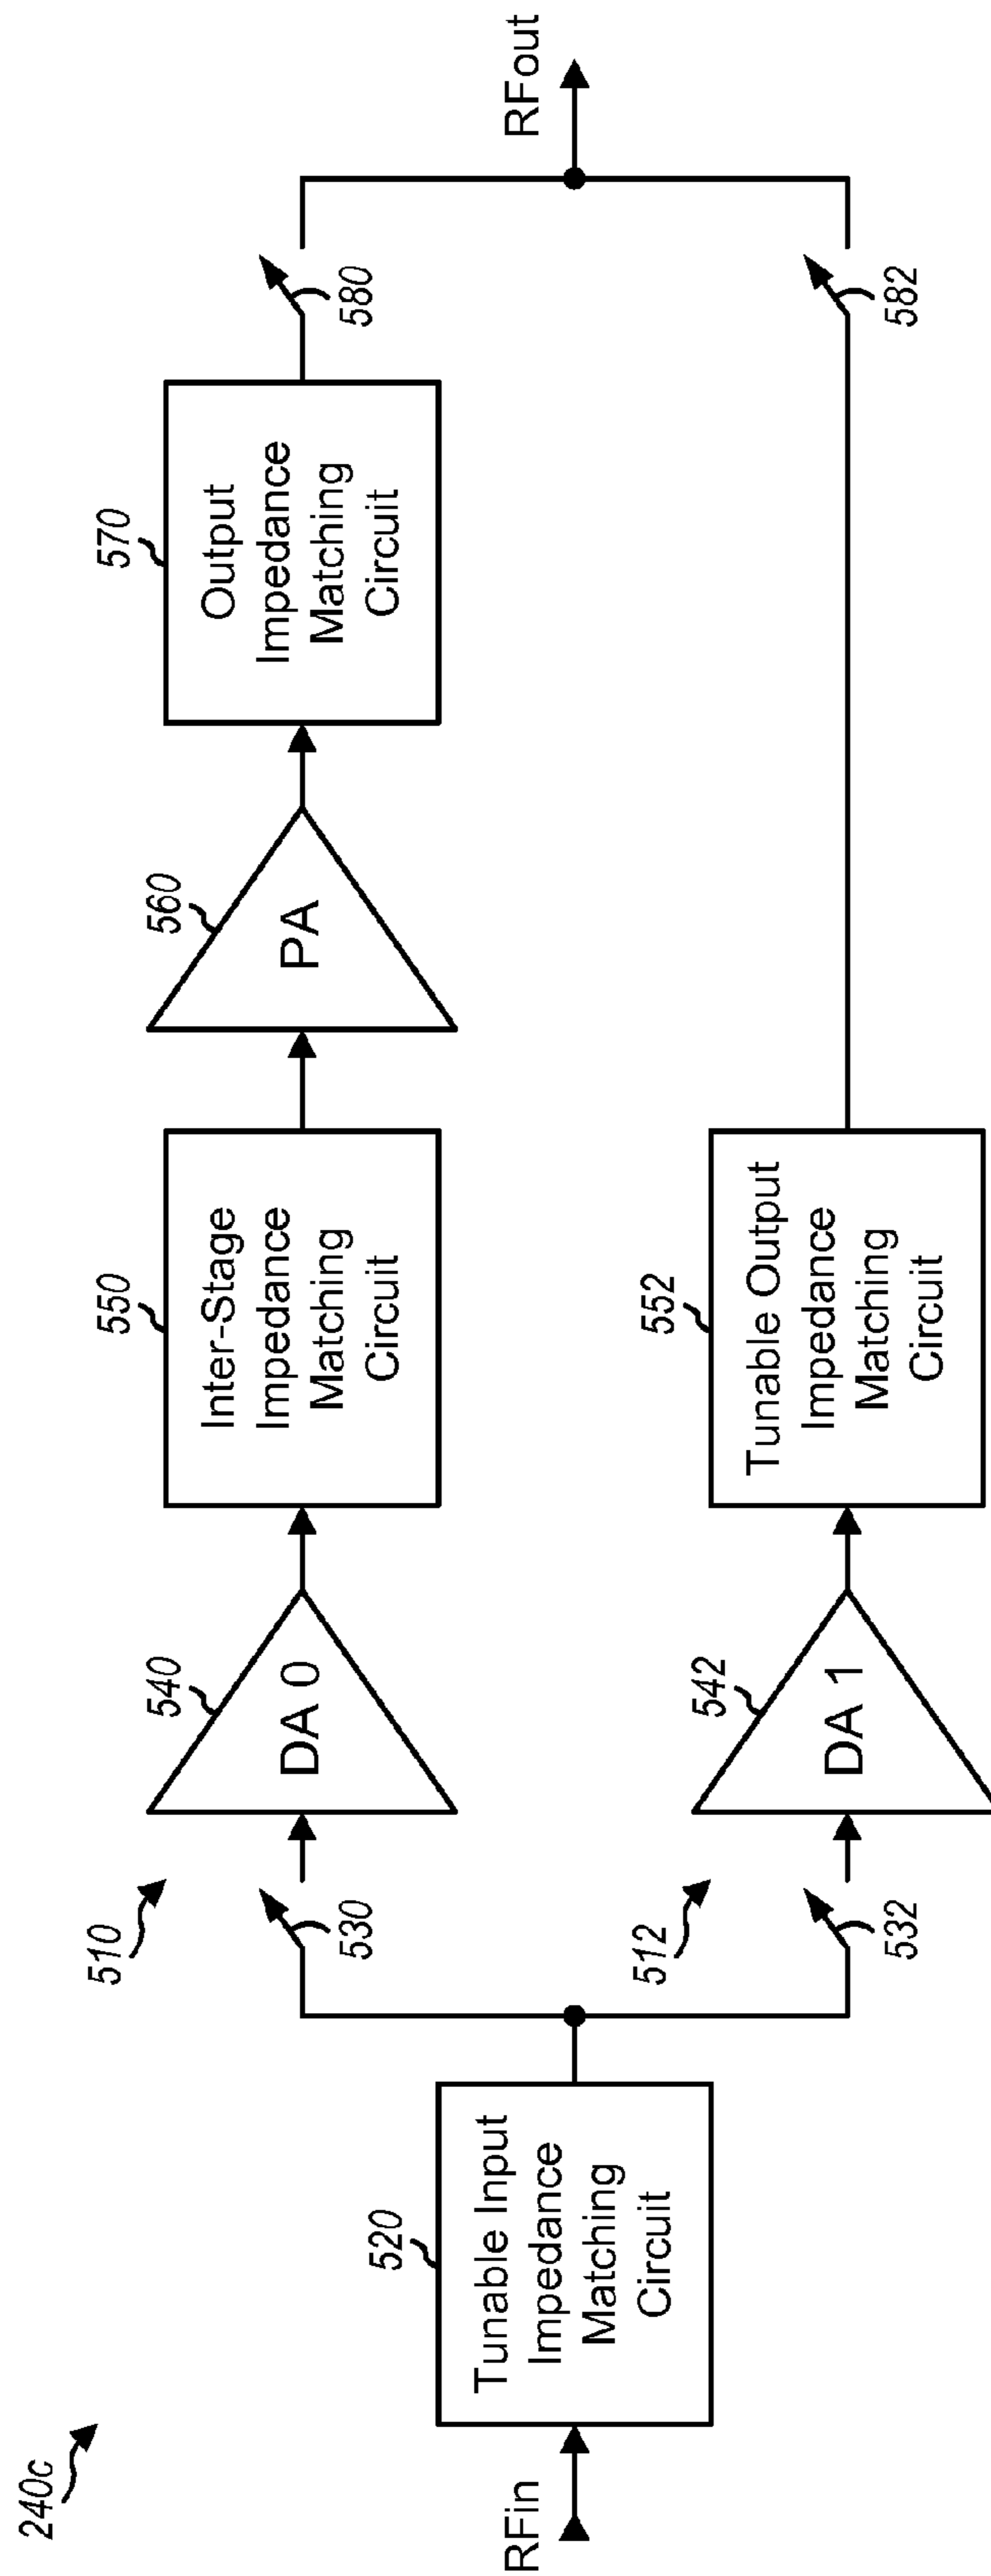 240c
RFin
520
Tunable Input
Impedance
Matching
Circuit
510
530
540
DA 0
550
Inter-Stage
Impedance
Matching
Circuit
560
PA
570
Output
Impedance
Matching
Circuit
580
RFout
512
532
542
DA 1
552
Tunable Output
Impedance
Matching
Circuit
582